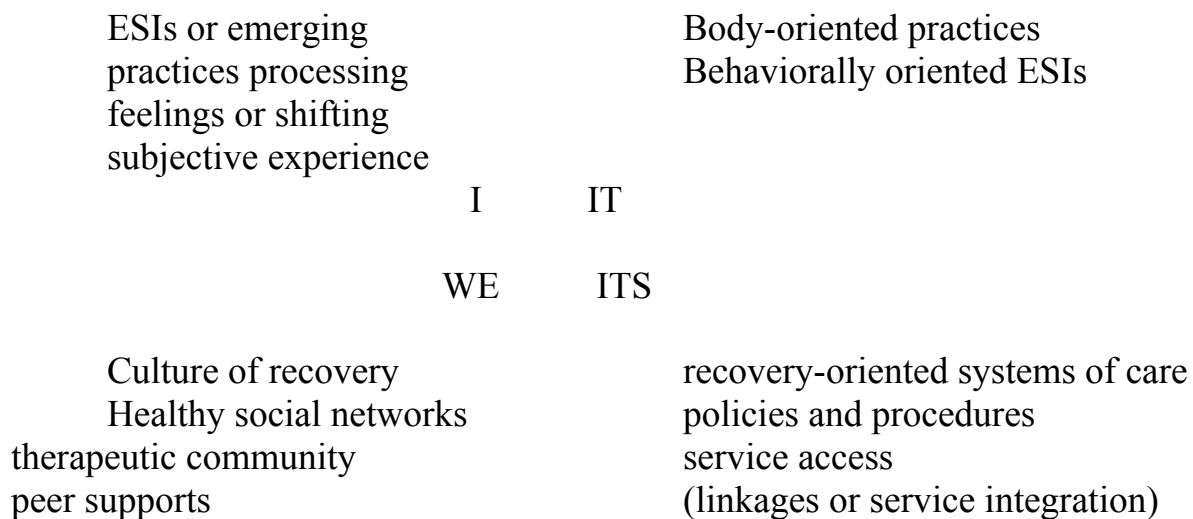 ESIs or emerging
practices processing
feelings or shifting
subjective experience
Body-oriented practices
Behaviorally oriented ESIs
I IT
WE ITS
Culture of recovery
Healthy social networks
therapeutic community
peer supports
recovery-oriented systems of care
policies and procedures
service access
(linkages or service integration)